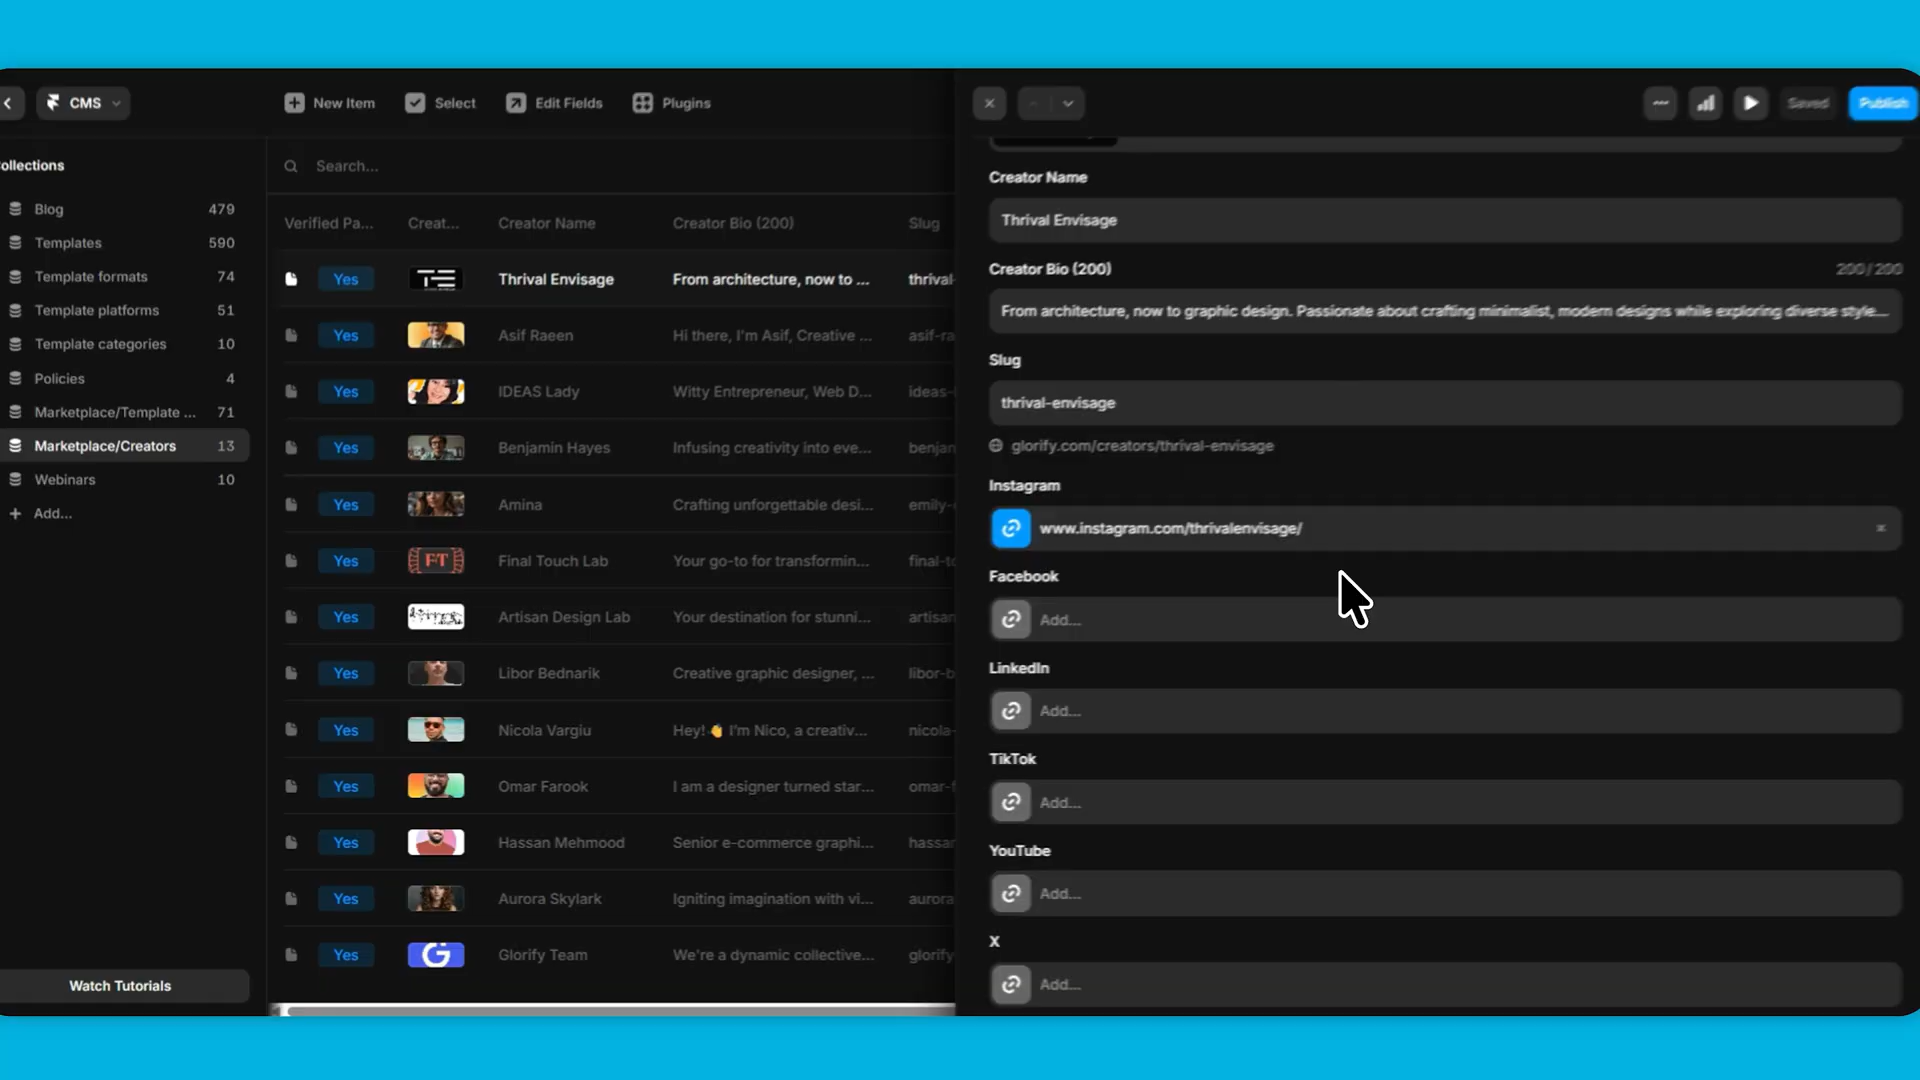 CMS
New Item
Select
Edit Fields
Plugins
Saved
Publish
ollections
Blog 479
Templates 590
Template formats 74
Template platforms 51
Template categories 10
Policies 4
Marketplace/Template ... 71
Marketplace/Creators 13
Webinars 10
Add...
Watch Tutorials
Search...
Verified Pa... Creat... Creator Name Creator Bio (200) Slug
Yes Thrival Envisage From architecture, now to ... thrival-
Yes Asif Raeen Hi there, I'm Asif, Creative ... asif-ra
Yes IDEAS Lady Witty Entrepreneur, Web D... ideas-
Yes Benjamin Hayes Infusing creativity into eve... benjan
Yes Amina Crafting unforgettable desi... emily-
Yes FT Final Touch Lab Your go-to for transformin... final-to
Yes Artisan Design Lab Your destination for stunni... artisan
Yes Libor Bednarik Creative graphic designer, ... libor-b
Yes Nicola Vargiu Hey!👋 I'm Nico, a creativ... nicola-
Yes Omar Farook I am a designer turned star... omar-f
Yes Hassan Mehmood Senior e-commerce graphi... hassar
Yes Aurora Skylark Igniting imagination with vi... aurora
Yes G Glorify Team We're a dynamic collective... glorify
Creator Name
Thrival Envisage
Creator Bio (200) 200/200
From architecture, now to graphic design. Passionate about crafting minimalist, modern designs while exploring diverse style...
Slug
thrival-envisage
glorify.com/creators/thrival-envisage
Instagram
www.instagram.com/thrivalenvisage/
Facebook
Add...
LinkedIn
Add...
TikTok
Add...
YouTube
Add...
X
Add...